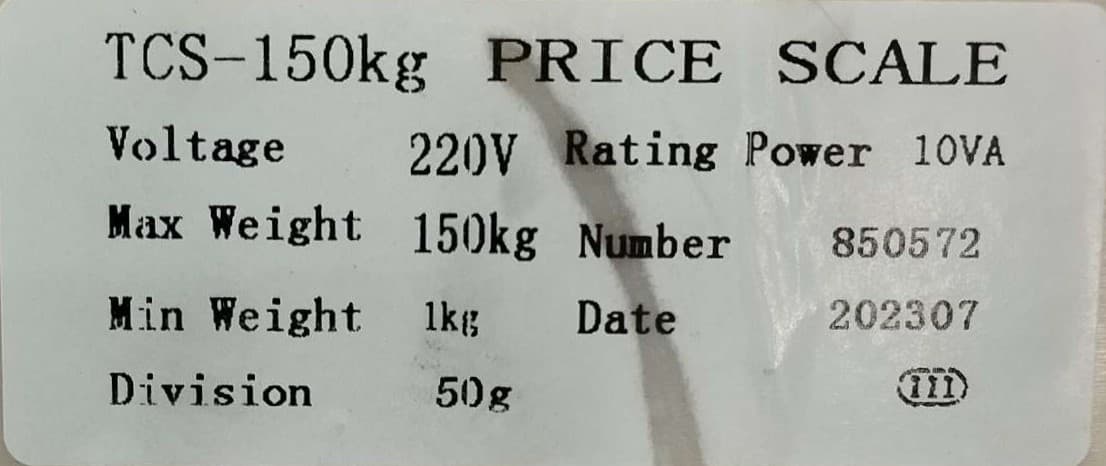 TCS-150kg PRICE SCALE
Voltage 220V Rating Power 10VA
Max Weight 150kg Number 850572
Min Weight 1kg Date 202307
Division 50g III